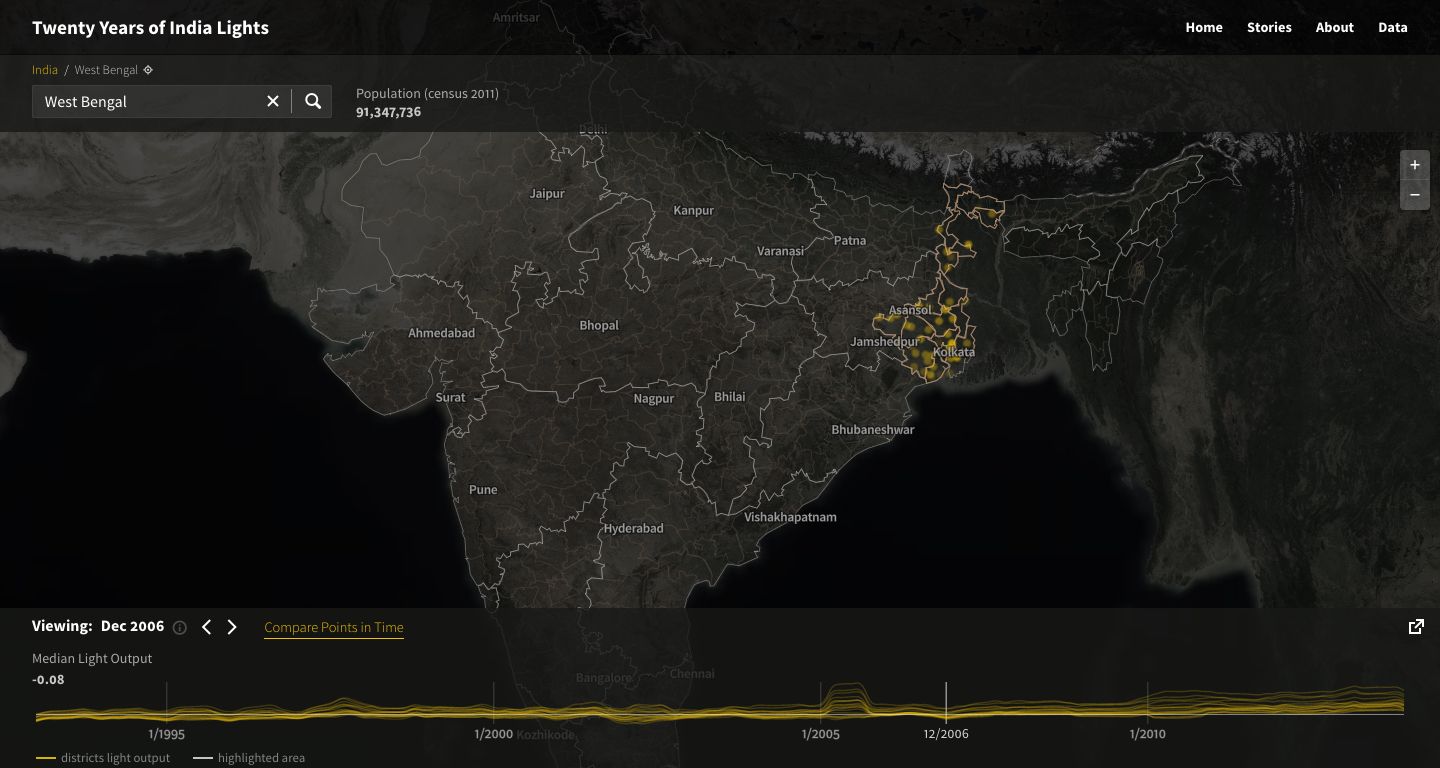 Amritsar
Twenty Years of India Lights
Home Stories About Data
India / West Bengal
West Bengal
Population (census 2011)
91,347,736
Delhi
+
−
Jaipur
Kanpur
Patna
Varanasi
Asansol
Bhopal
Ahmedabad
Jamshedpur
Kolkata
Surat
Nagpur
Bhilai
Bhubaneshwar
Pune
Vishakhapatnam
Hyderabad
Viewing: Dec 2006
Compare Points in Time
Median Light Output
-0.08
Bangalore
Chennai
1/1995
1/2000
Kozhikode
1/2005
12/2006
1/2010
districts light output
highlighted area